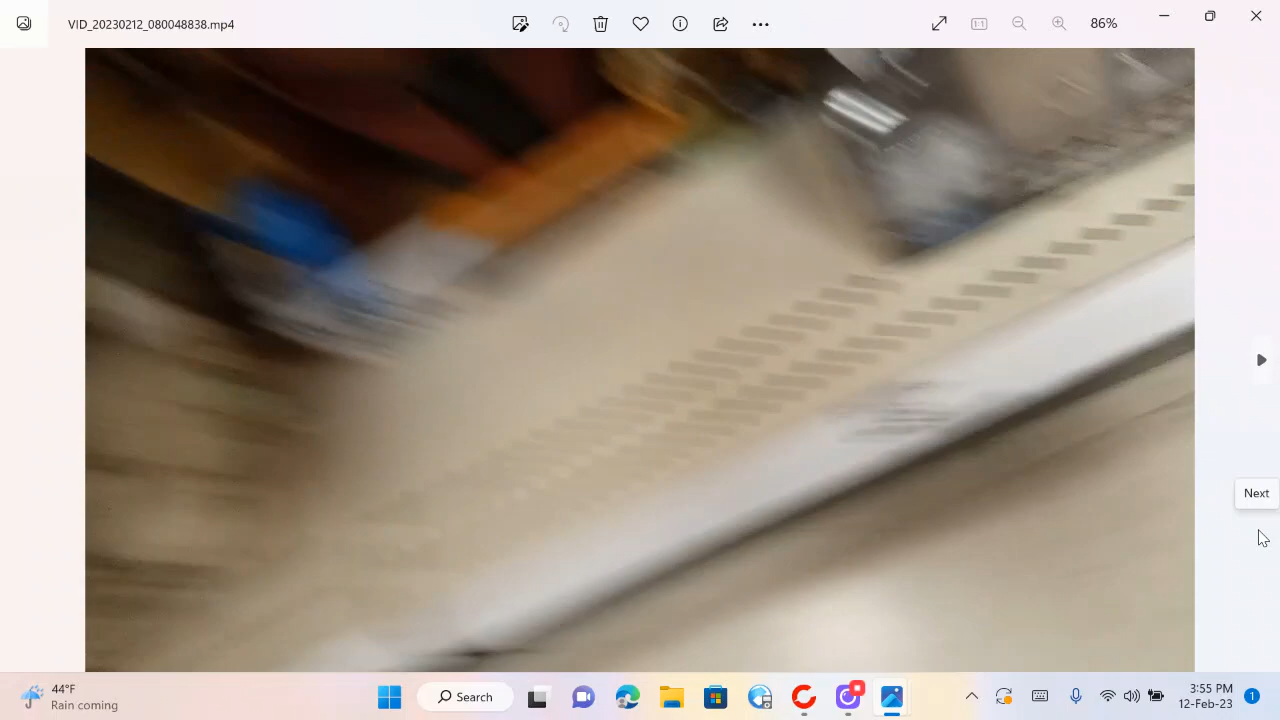 VID_20230212_080048838.mp4
86%
Next
44°F
Rain coming
Search
3:55 PM
12-Feb-23
1